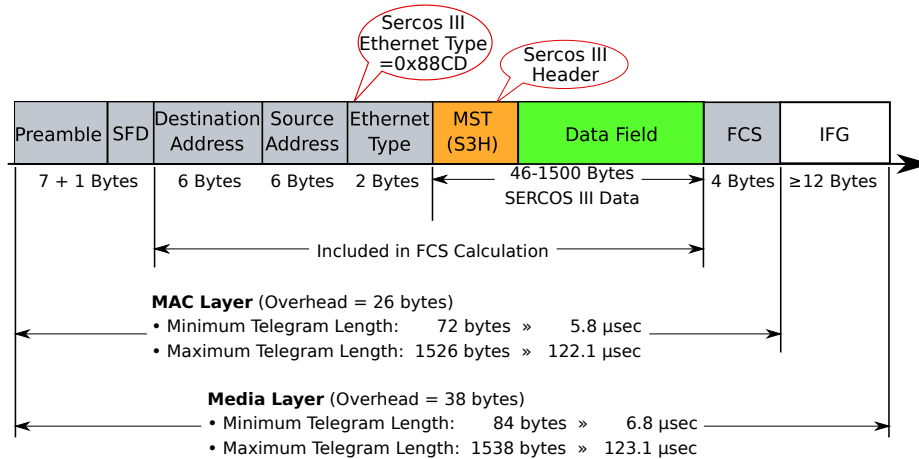 Sercos III
Ethernet Type
=0x88CD
Sercos III
Header
Preamble
SFD
Destination
Address
Source
Address
Ethernet
Type
MST
(S3H)
Data Field
FCS
IFG
7 + 1 Bytes
6 Bytes
6 Bytes
2 Bytes
46-1500 Bytes
SERCOS III Data
4 Bytes
≥12 Bytes
Included in FCS Calculation
MAC Layer (Overhead = 26 bytes)
• Minimum Telegram Length: 72 bytes » 5.8 µsec
• Maximum Telegram Length: 1526 bytes » 122.1 µsec
Media Layer (Overhead = 38 bytes)
• Minimum Telegram Length: 84 bytes » 6.8 µsec
• Maximum Telegram Length: 1538 bytes » 123.1 µsec